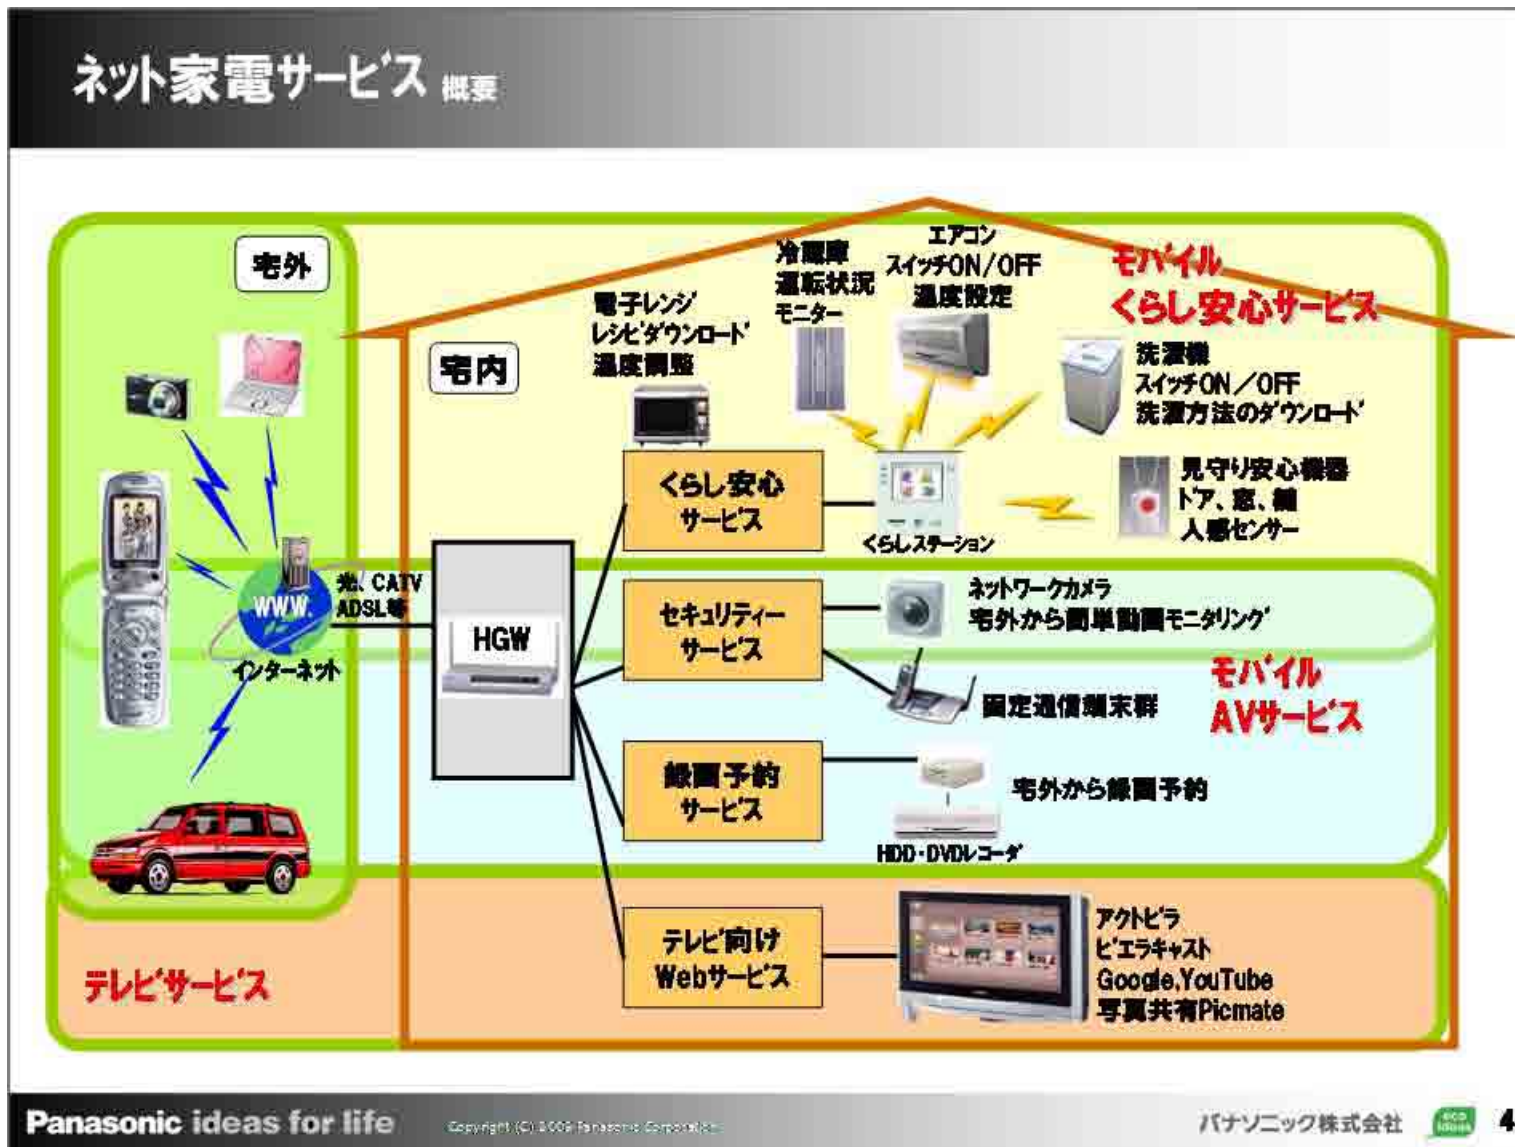 ネット家電サービス 概要
宅外
宅内
電子レンジ
レシピダウンロード
温度調整
冷蔵庫
運転状況
モニター
エアコン
スイッチON/OFF
温度設定
モバイル
くらし安心サービス
洗濯機
スイッチON/OFF
洗濯方法のダウンロード
見守り安心機器
ドア、窓、鍵
人感センサー
くらし安心
サービス
くらしステーション
WWW.
インターネット
光、CATV
ADSL等
HGW
セキュリティー
サービス
ネットワークカメラ
宅外から簡単動画モニタリング
固定通信端末群
モバイル
AVサービス
録画予約
サービス
宅外から録画予約
HDD・DVDレコーダ
テレビサービス
テレビ向け
Webサービス
アクトビラ
ビエラキャスト
Google,YouTube
写真共有Picmate
Panasonic ideas for life
Copyright (C) 2009 Panasonic Corporation
パナソニック株式会社
eco ideas
4